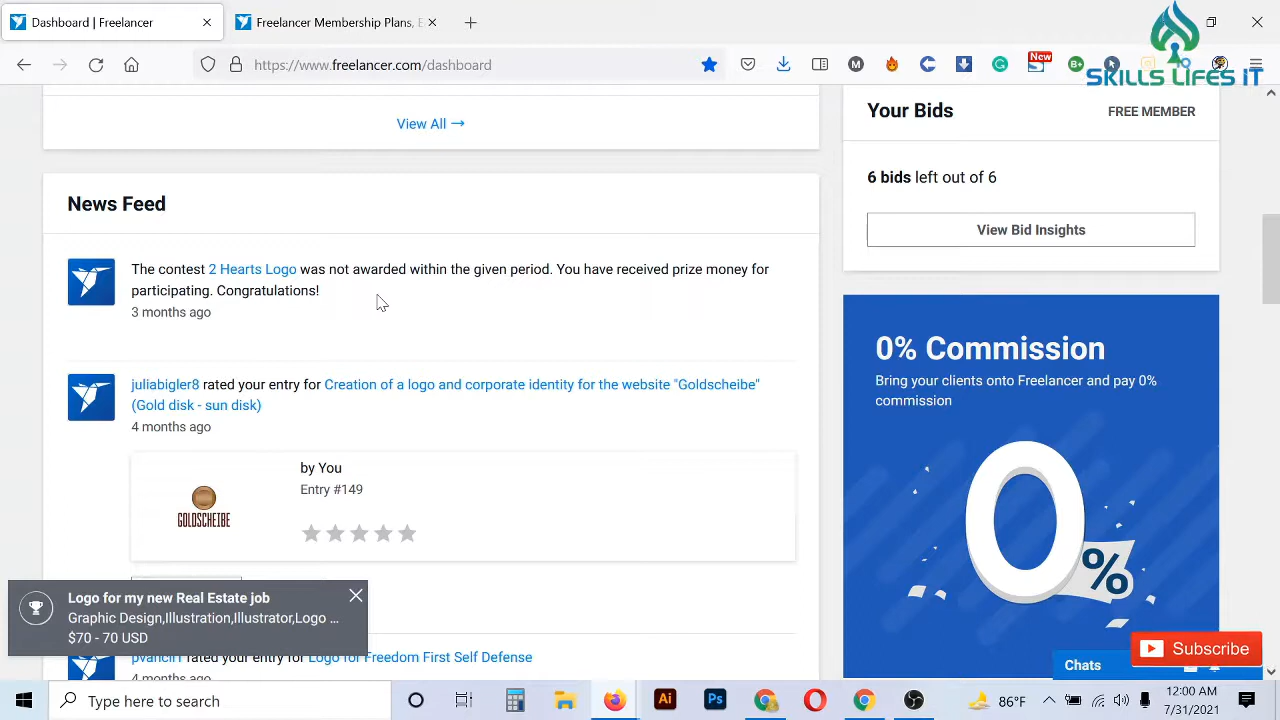 Dashboard | Freelancer
Freelancer Membership Plans, E
SKILLS LIFES IT
https://www.freelancer.com/dashboard
New
View All →
Your Bids
FREE MEMBER
6 bids left out of 6
View Bid Insights
News Feed
The contest 2 Hearts Logo was not awarded within the given period. You have received prize money for
participating. Congratulations!
3 months ago
juliabigler8 rated your entry for Creation of a logo and corporate identity for the website "Goldscheibe"
(Gold disk - sun disk)
4 months ago
GOLDSCHEIBE
by You
Entry #149
0% Commission
Bring your clients onto Freelancer and pay 0%
commission
0
%
Logo for my new Real Estate job
Graphic Design,Illustration,Illustrator,Logo ...
$70 - 70 USD
rated your entry for Logo for Freedom First Self Defense
4 months ago
Subscribe
Chats
Type here to search
Ai
Ps
86°F
12:00 AM
7/31/2021